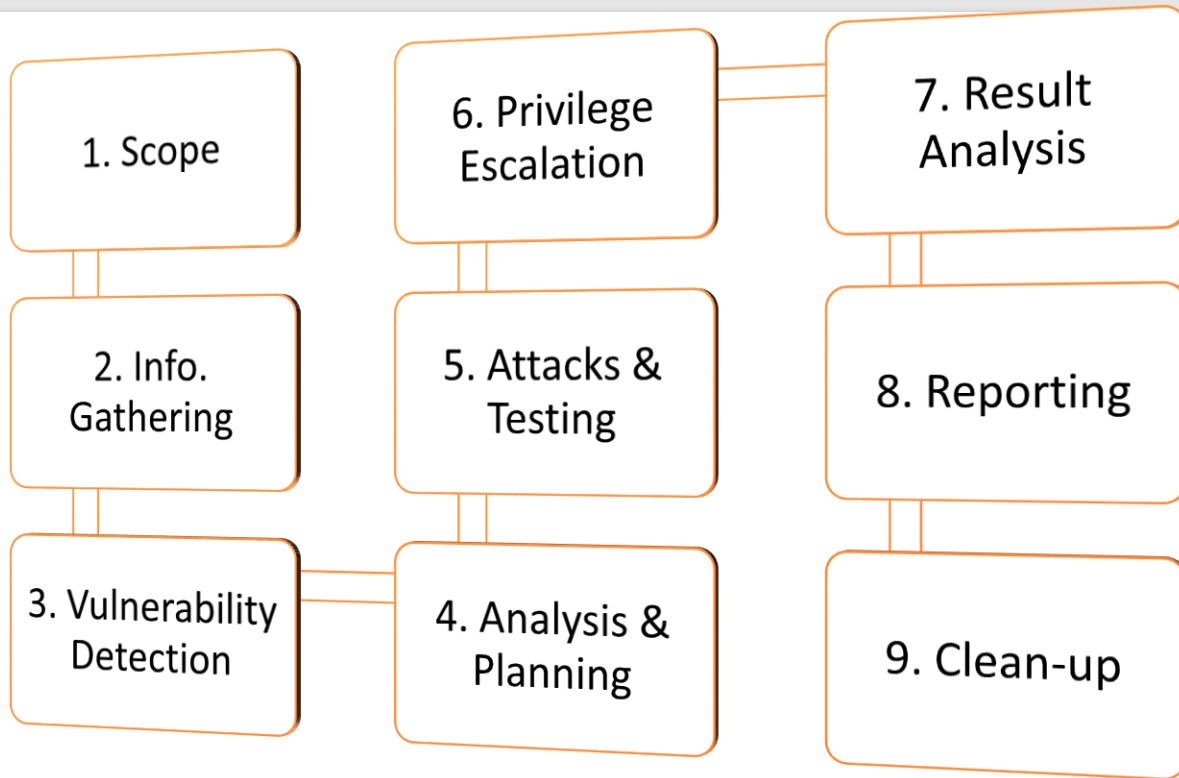 1. Scope
2. Info.
Gathering
3. Vulnerability
Detection
4. Analysis &
Planning
5. Attacks &
Testing
6. Privilege
Escalation
7. Result
Analysis
8. Reporting
9. Clean-up